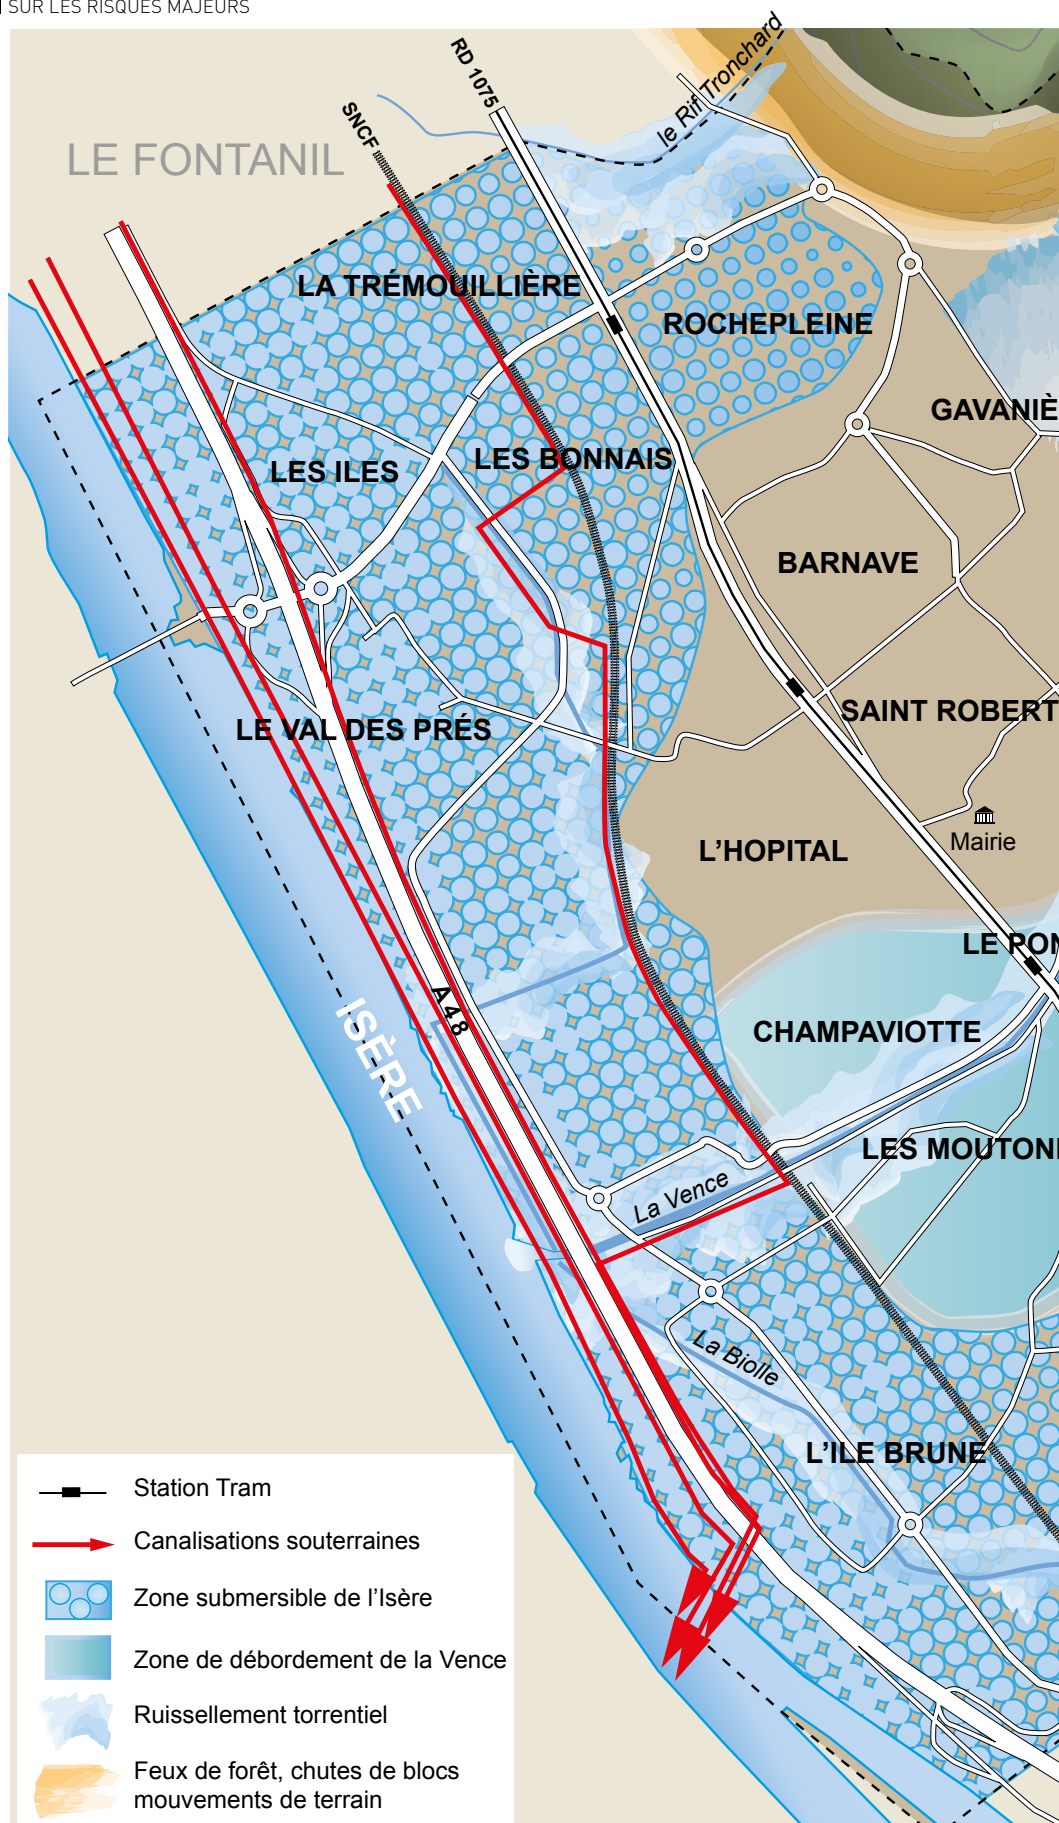 SUR LES RISQUES MAJEURS
RD 1075
le Rif Tronchard
SNCF
LE FONTANIL
LA TRÉMOUILLIÈRE
ROCHEPLEINE
GAVANIÈ
LES ILES
LES BONNAIS
BARNAVE
SAINT ROBERT
LE VAL DES PRÉS
Mairie
L'HOPITAL
LE PON
A 48
ISÈRE
CHAMPAVIOTTE
LES MOUTON
La Vence
La Biolle
L'ILE BRUNE
Station Tram
Canalisations souterraines
Zone submersible de l'Isère
Zone de débordement de la Vence
Ruissellement torrentiel
Feux de forêt, chutes de blocs
mouvements de terrain